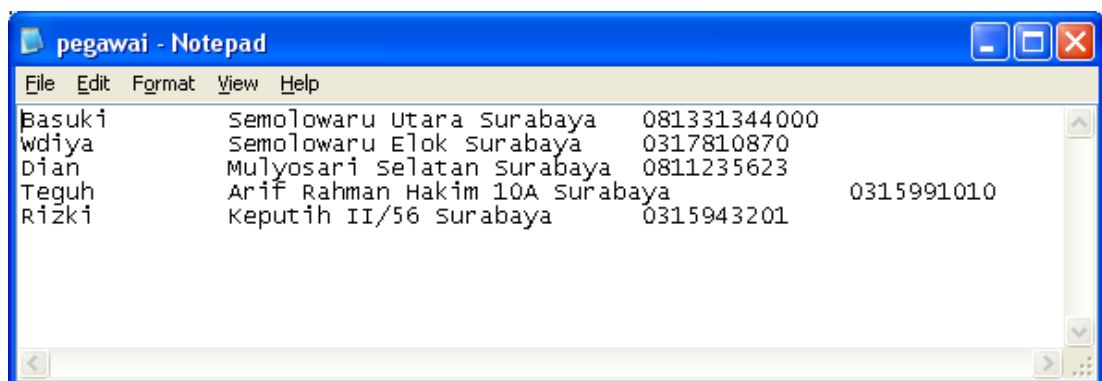 pegawai - Notepad
File Edit Format View Help
Basuki Semolowaru Utara Surabaya 081331344000
Wdiya Semolowaru Elok Surabaya 0317810870
Dian Mulyosari Selatan Surabaya 0811235623
Teguh Arif Rahman Hakim 10A Surabaya 0315991010
Rizki Keputih II/56 Surabaya 0315943201